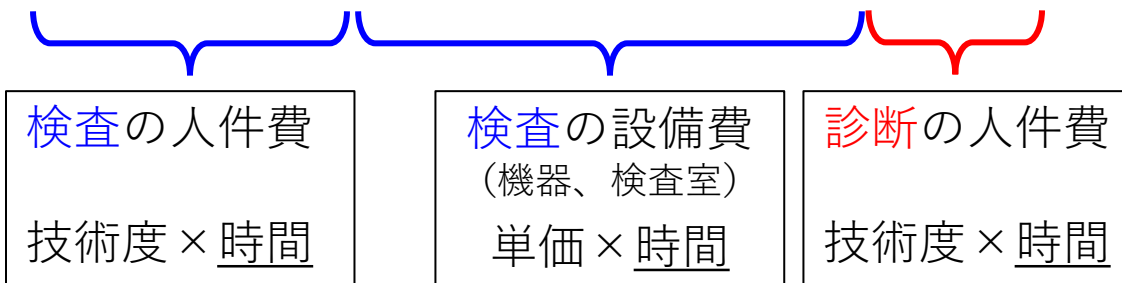 検査の人件費
技術度×時間
検査の設備費
（機器、検査室）
単価×時間
診断の人件費
技術度×時間